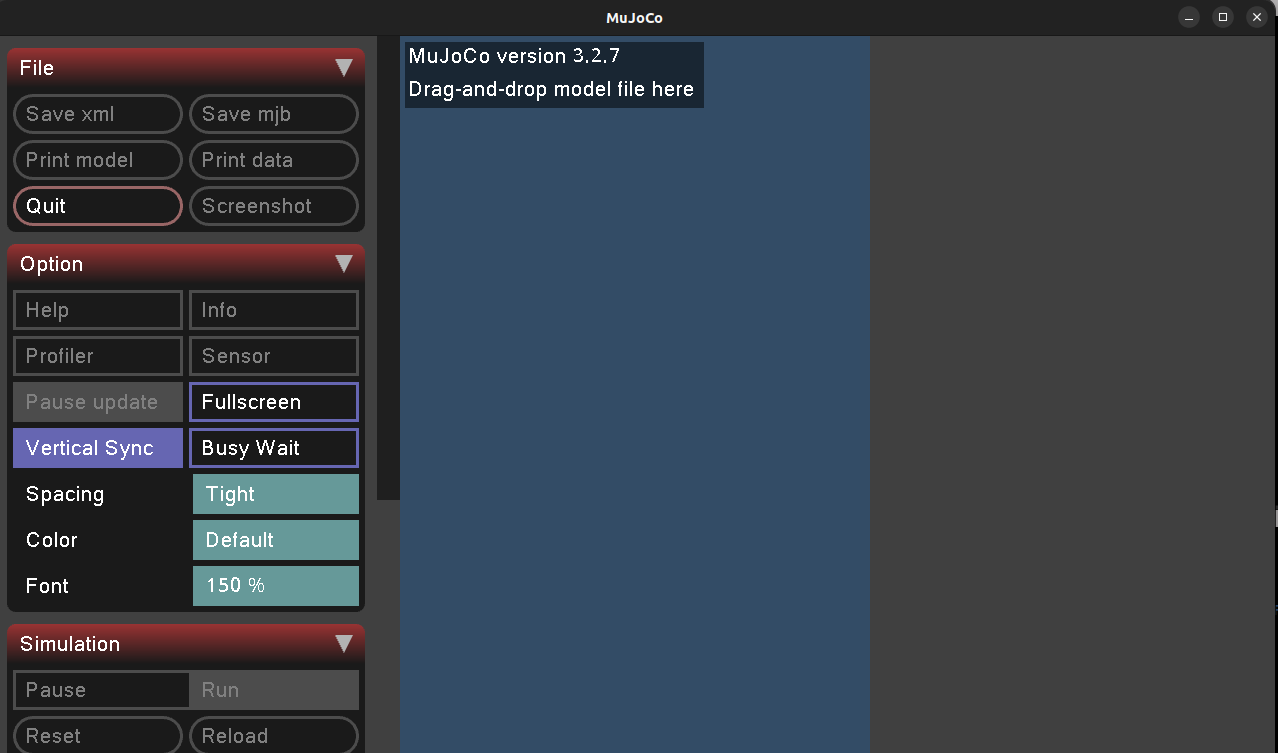 MuJoCo
File
Save xml
Save mjb
Print model
Print data
Quit
Screenshot
Option
Help
Info
Profiler
Sensor
Pause update
Fullscreen
Vertical Sync
Busy Wait
Spacing
Tight
Color
Default
Font
150 %
Simulation
Pause
Run
Reset
Reload
MuJoCo version 3.2.7
Drag-and-drop model file here